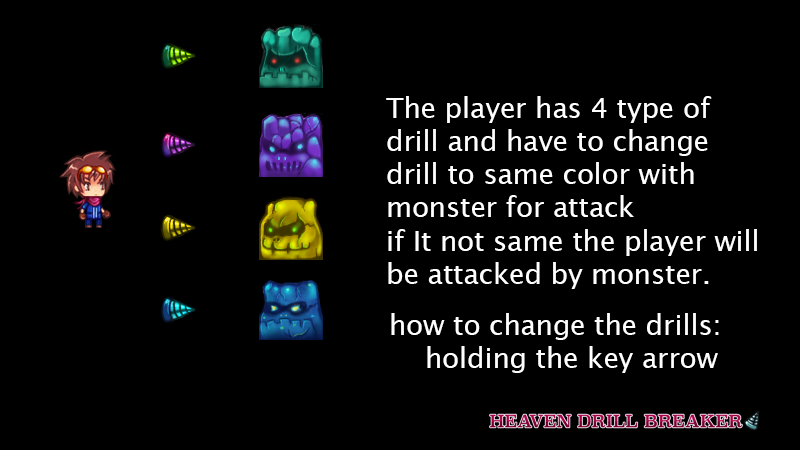 The player has 4 type of
drill and have to change
drill to same color with
monster for attack
if It not same the player will
be attacked by monster.
how to change the drills:
holding the key arrow
HEAVEN DRILL BREAKER